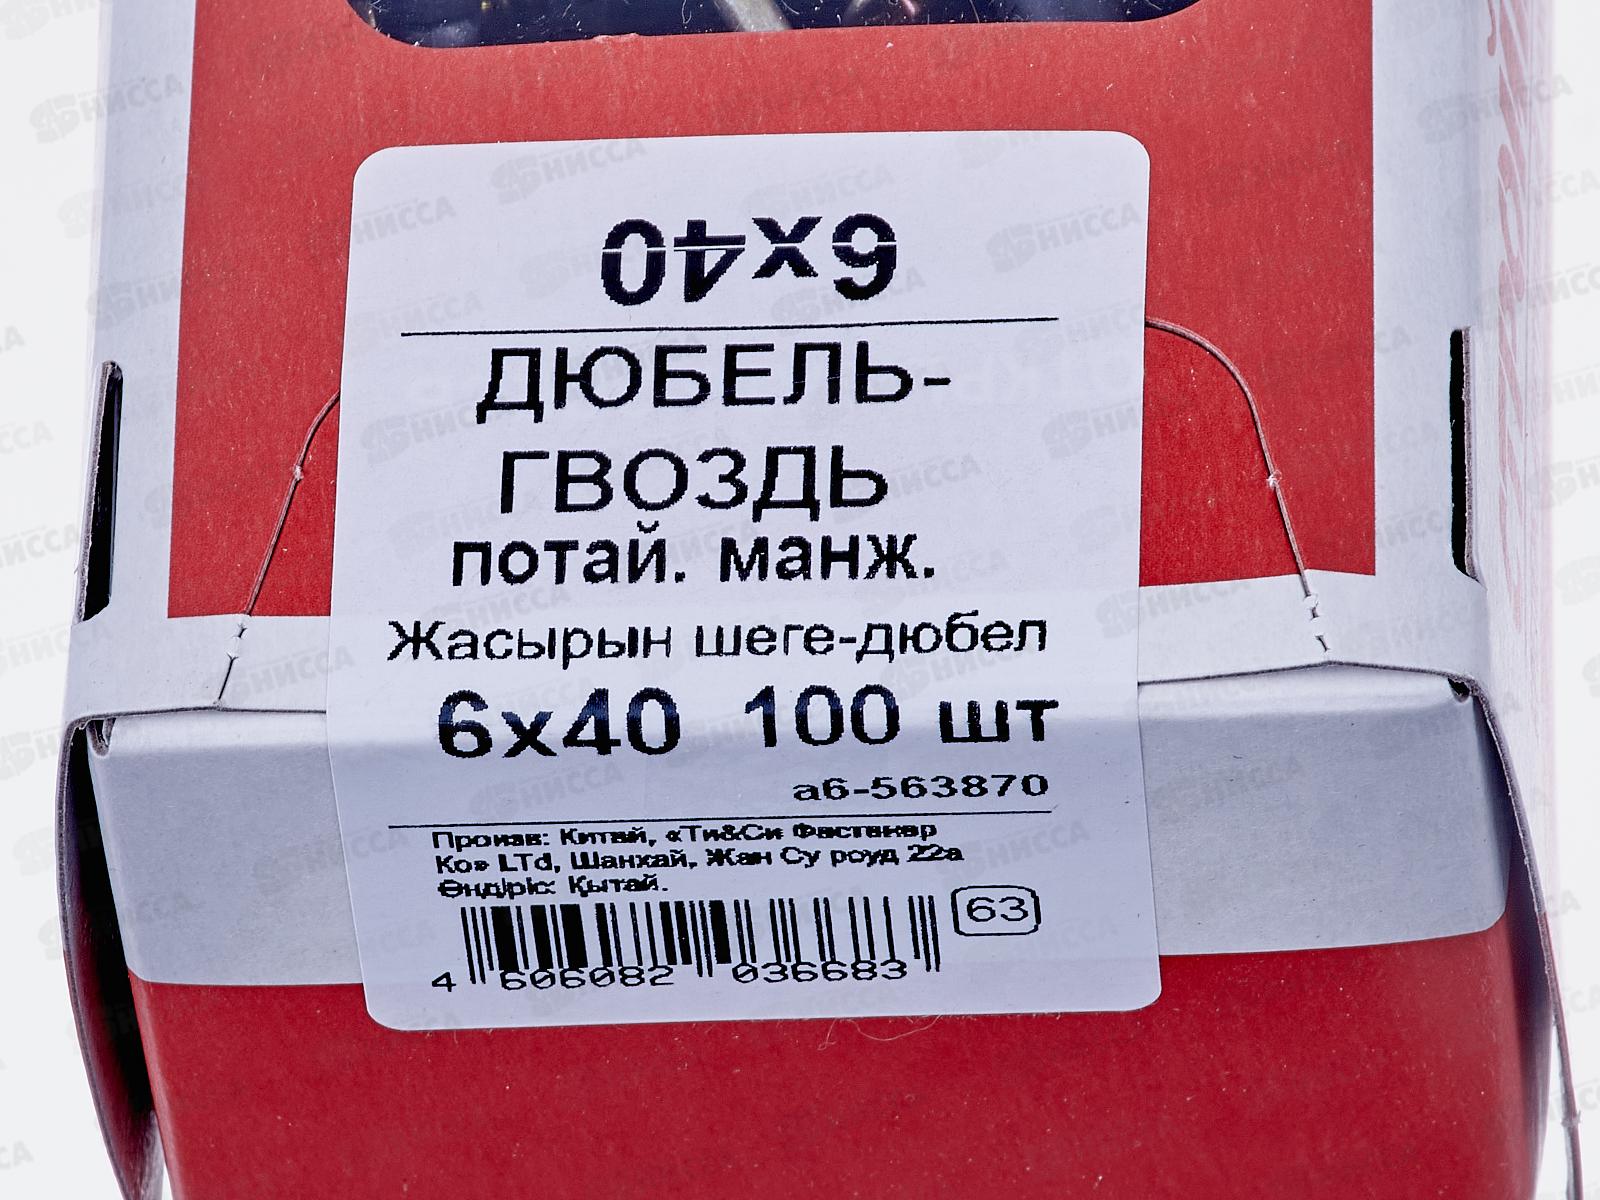 6x40
ДЮБЕЛЬ-
ГВОЗДЬ
потай. манж.
Жасырын шеге-дюбел
6x40 100 шт
а6-563870
Произв: Китай, «Ти&Си Фастенер
Ко» LTd, Шанхай, Жан Су роуд 22а
Өндіріс: Қытай.
63
4 606082 036683